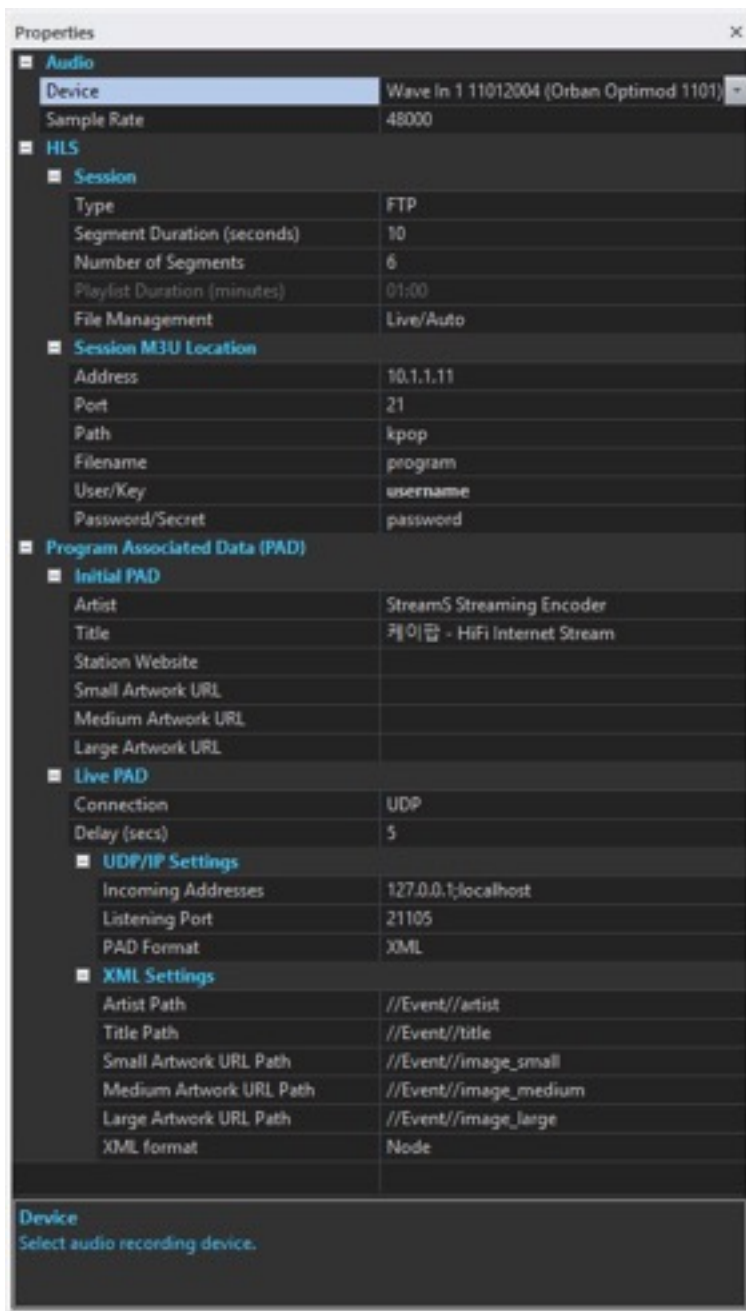 Properties
Audio
Device Wave In 1 11012004 (Orban Optimod 1101)
Sample Rate 48000
HLS
Session
Type FTP
Segment Duration (seconds) 10
Number of Segments 6
Playlist Duration (minutes) 01:00
File Management Live/Auto
Session M3U Location
Address 10.1.1.11
Port 21
Path kpop
Filename program
User/Key username
Password/Secret password
Program Associated Data (PAD)
Initial PAD
Artist StreamS Streaming Encoder
Title 케이팝 - HiFi Internet Stream
Station Website
Small Artwork URL
Medium Artwork URL
Large Artwork URL
Live PAD
Connection UDP
Delay (secs) 5
UDP/IP Settings
Incoming Addresses 127.0.0.1;localhost
Listening Port 21105
PAD Format XML
XML Settings
Artist Path //Event//artist
Title Path //Event//title
Small Artwork URL Path //Event//image_small
Medium Artwork URL Path //Event//image_medium
Large Artwork URL Path //Event//image_large
XML format Node
Device
Select audio recording device.